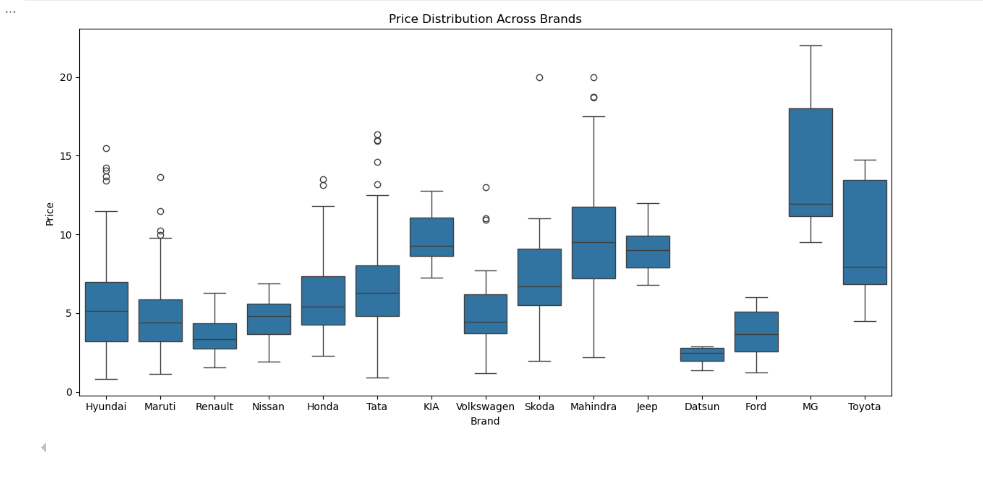 ...
Price Distribution Across Brands
Price
20
15
10
5
0
Hyundai Maruti Renault Nissan Honda Tata KIA Volkswagen Skoda Mahindra Jeep Datsun Ford MG Toyota
Brand